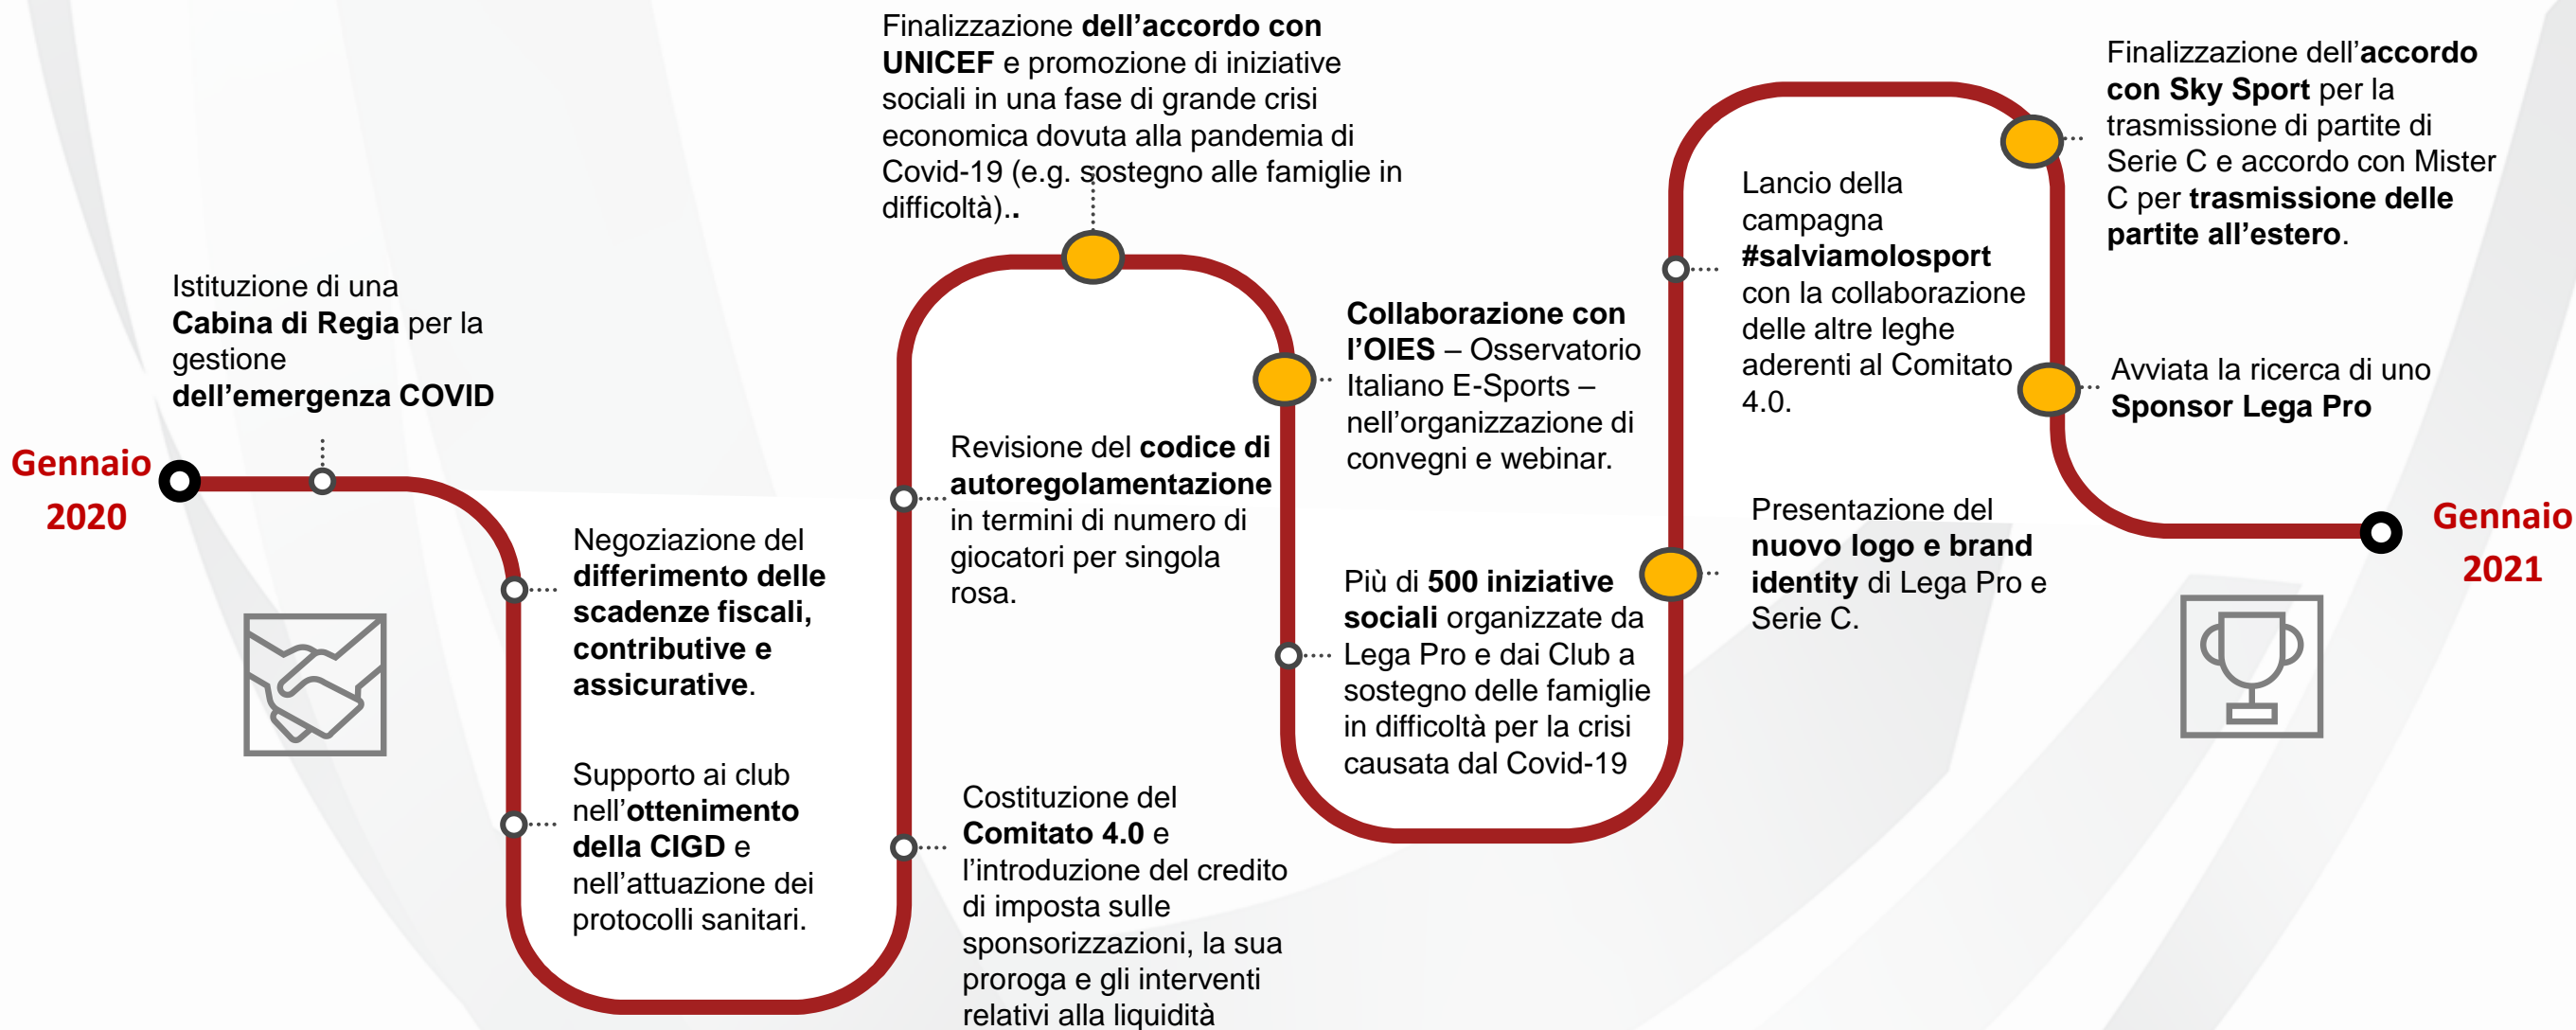 Gennaio
2020
Istituzione di una
Cabina di Regia per la
gestione
dell’emergenza COVID
Negoziazione del
differimento delle
scadenze fiscali,
contributive e
assicurative.
Supporto ai club
nell’ottenimento
della CIGD e
nell’attuazione dei
protocolli sanitari.
Costituzione del
Comitato 4.0 e
l’introduzione del credito
di imposta sulle
sponsorizzazioni, la sua
proroga e gli interventi
relativi alla liquidità
Revisione del codice di
autoregolamentazione
in termini di numero di
giocatori per singola
rosa.
Finalizzazione dell’accordo con
UNICEF e promozione di iniziative
sociali in una fase di grande crisi
economica dovuta alla pandemia di
Covid-19 (e.g. sostegno alle famiglie in
difficoltà)..
Collaborazione con
l’OIES – Osservatorio
Italiano E-Sports –
nell’organizzazione di
convegni e webinar.
Più di 500 iniziative
sociali organizzate da
Lega Pro e dai Club a
sostegno delle famiglie
in difficoltà per la crisi
causata dal Covid-19
Presentazione del
nuovo logo e brand
identity di Lega Pro e
Serie C.
Lancio della
campagna
#salviamolosport
con la collaborazione
delle altre leghe
aderenti al Comitato
4.0.
Finalizzazione dell’accordo
con Sky Sport per la
trasmissione di partite di
Serie C e accordo con Mister
C per trasmissione delle
partite all’estero.
Avviata la ricerca di uno
Sponsor Lega Pro
Gennaio
2021